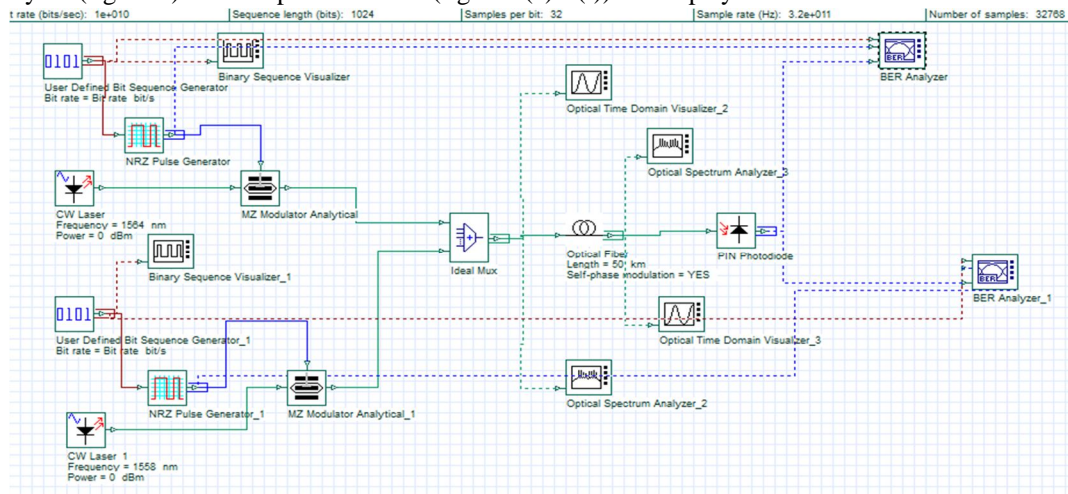 t rate (bits/s): 1e+010
Sequence length (bits): 1024
Samples per bit: 32
Sample rate (Hz): 3.2e+011
Number of samples: 32768
0101
User Defined Bit Sequence Generator
Bit rate = Bit rate bit/s
Binary Sequence Visualizer
BER
BER Analyzer
NRZ Pulse Generator
Optical Time Domain Visualizer_2
Optical Spectrum Analyzer_3
CW Laser
Frequency = 1564 nm
Power = 0 dBm
MZ Modulator Analytical
Ideal Mux
Optical Fiber
Length = 50 km
Self-phase modulation = YES
PIN Photodiode
Binary Sequence Visualizer_1
BER
BER Analyzer_1
0101
User Defined Bit Sequence Generator_1
Bit rate = Bit rate bit/s
Optical Time Domain Visualizer_3
NRZ Pulse Generator_1
MZ Modulator Analytical_1
Optical Spectrum Analyzer_2
CW Laser 1
Frequency = 1558 nm
Power = 0 dBm